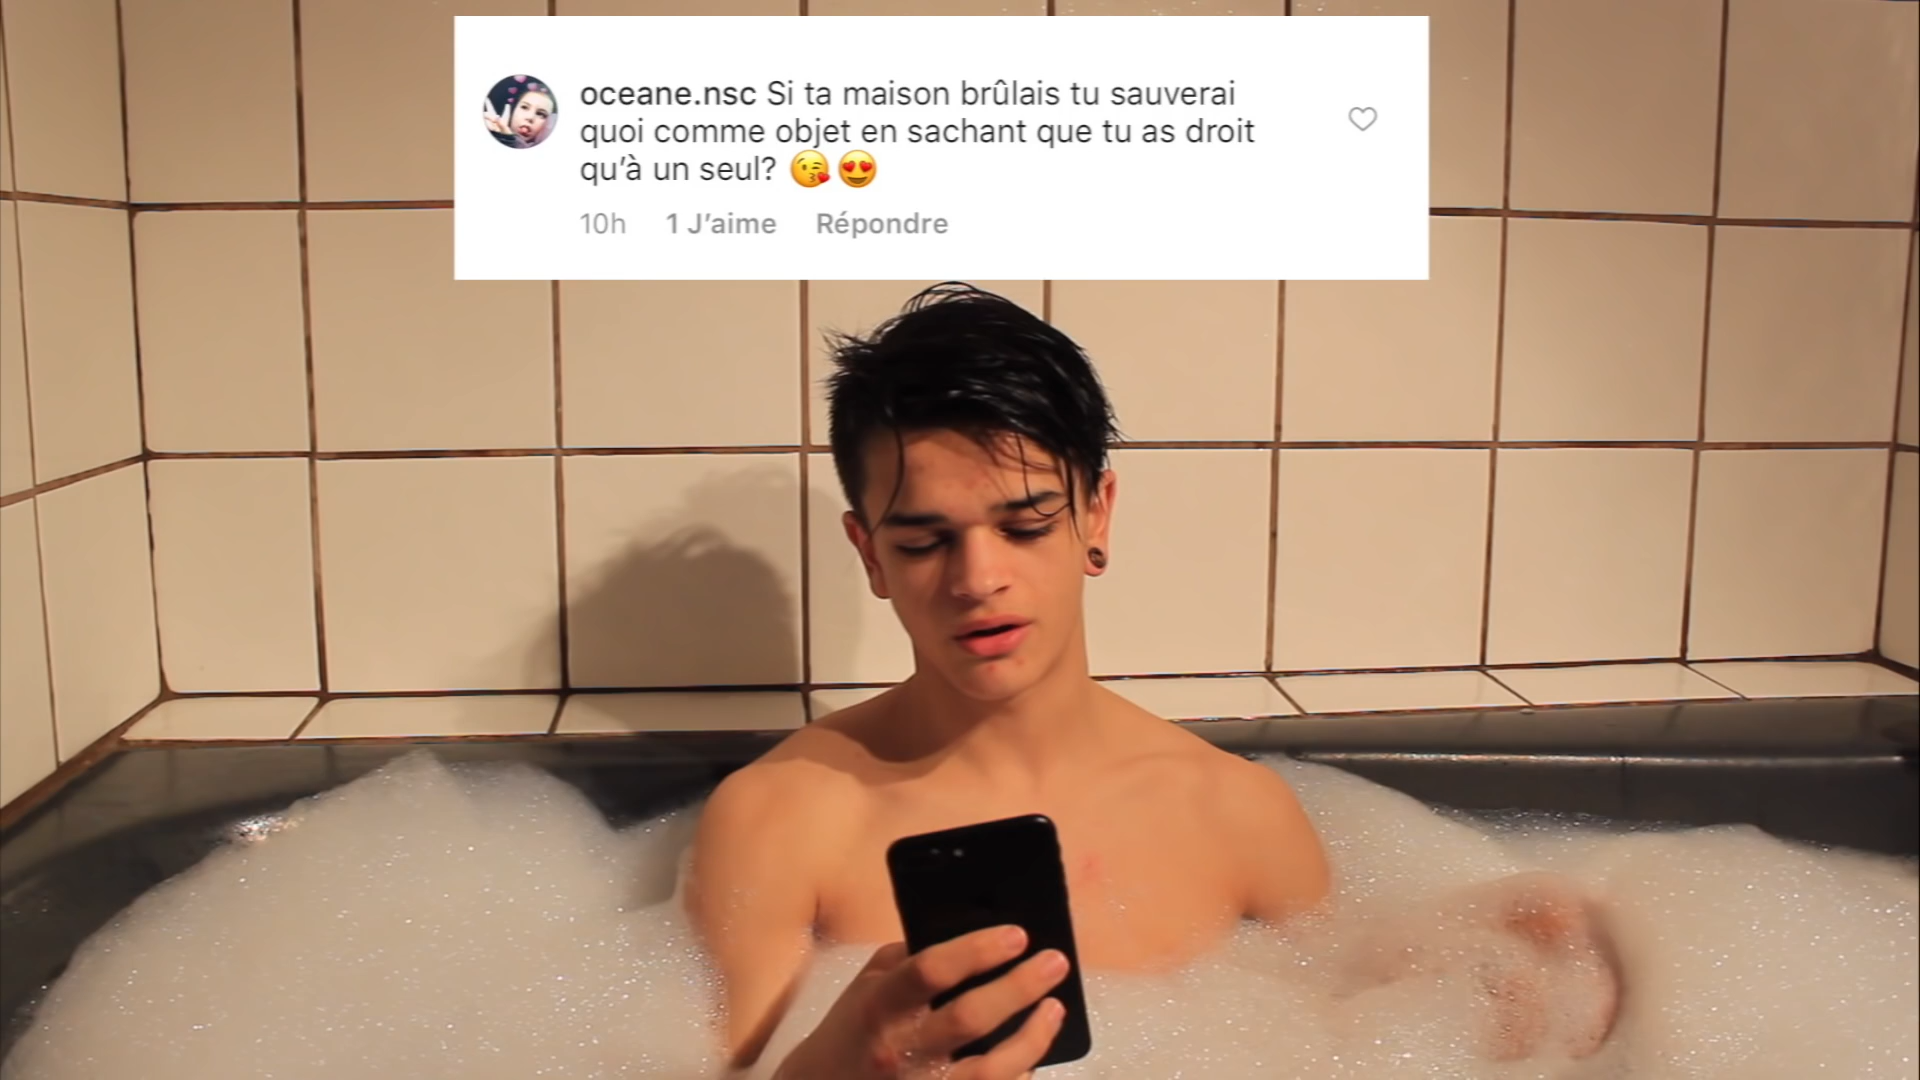 oceane.nsc Si ta maison brûlais tu sauverai
quoi comme objet en sachant que tu as droit
qu’à un seul? 😘😍
10h 1 J’aime Répondre